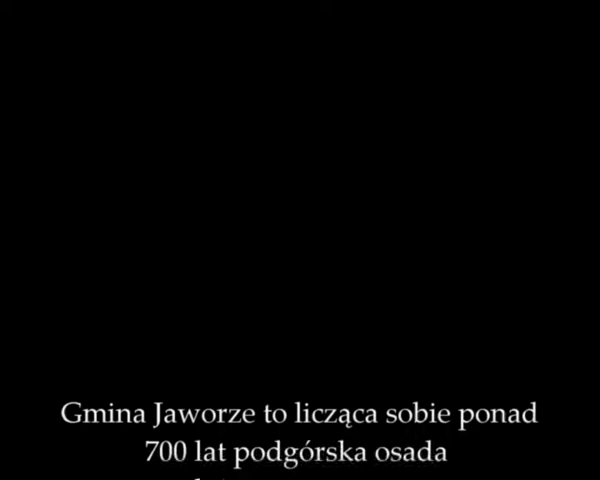 Gmina Jaworze to licząca sobie ponad
700 lat podgórska osada